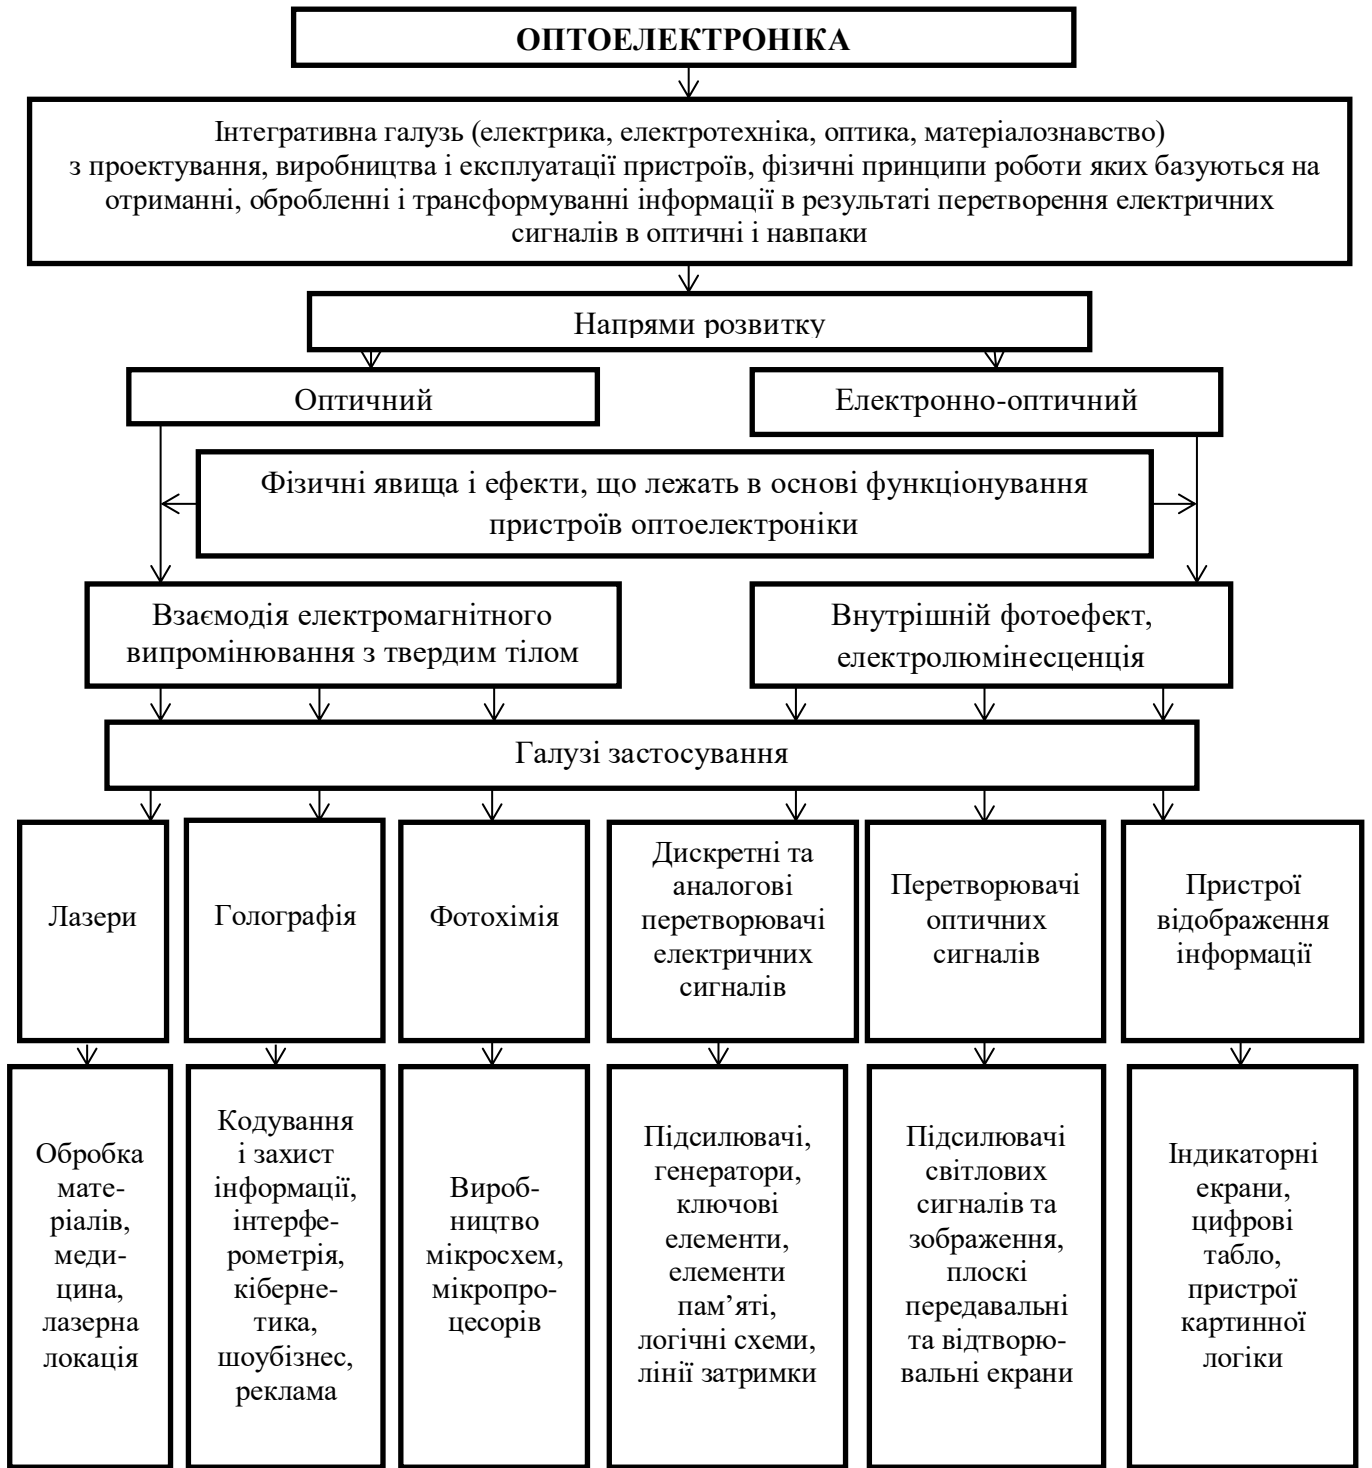 ОПТОЕЛЕКТРОНІКА
Інтегративна галузь (електрика, електротехніка, оптика, матеріалознавство)
з проектування, виробництва і експлуатації пристроїв, фізичні принципи роботи яких базуються на
отриманні, обробленні і трансформуванні інформації в результаті перетворення електричних
сигналів в оптичні і навпаки
Напрями розвитку
Оптичний
Електронно-оптичний
Фізичні явища і ефекти, що лежать в основі функціонування
пристроїв оптоелектроніки
Взаємодія електромагнітного
випромінювання з твердим тілом
Внутрішній фотоефект,
електролюмінесценція
Галузі застосування
Лазери
Голографія
Фотохімія
Дискретні та
аналогові
перетворювачі
електричних
сигналів
Перетворювачі
оптичних
сигналів
Пристрої
відображення
інформації
Обробка
мате-
ріалів,
меди-
цина,
лазерна
локація
Кодування
і захист
інформації,
інтерфе-
рометрія,
кіберне-
тика,
шоубізнес,
реклама
Вироб-
ництво
мікросхем,
мікропро-
цесорів
Підсилювачі,
генератори,
ключові
елементи,
елементи
пам’яті,
логічні схеми,
лінії затримки
Підсилювачі
світлових
сигналів та
зображення,
плоскі
передавальні
та відтворю-
вальні екрани
Індикаторні
екрани,
цифрові
табло,
пристрої
картинної
логіки